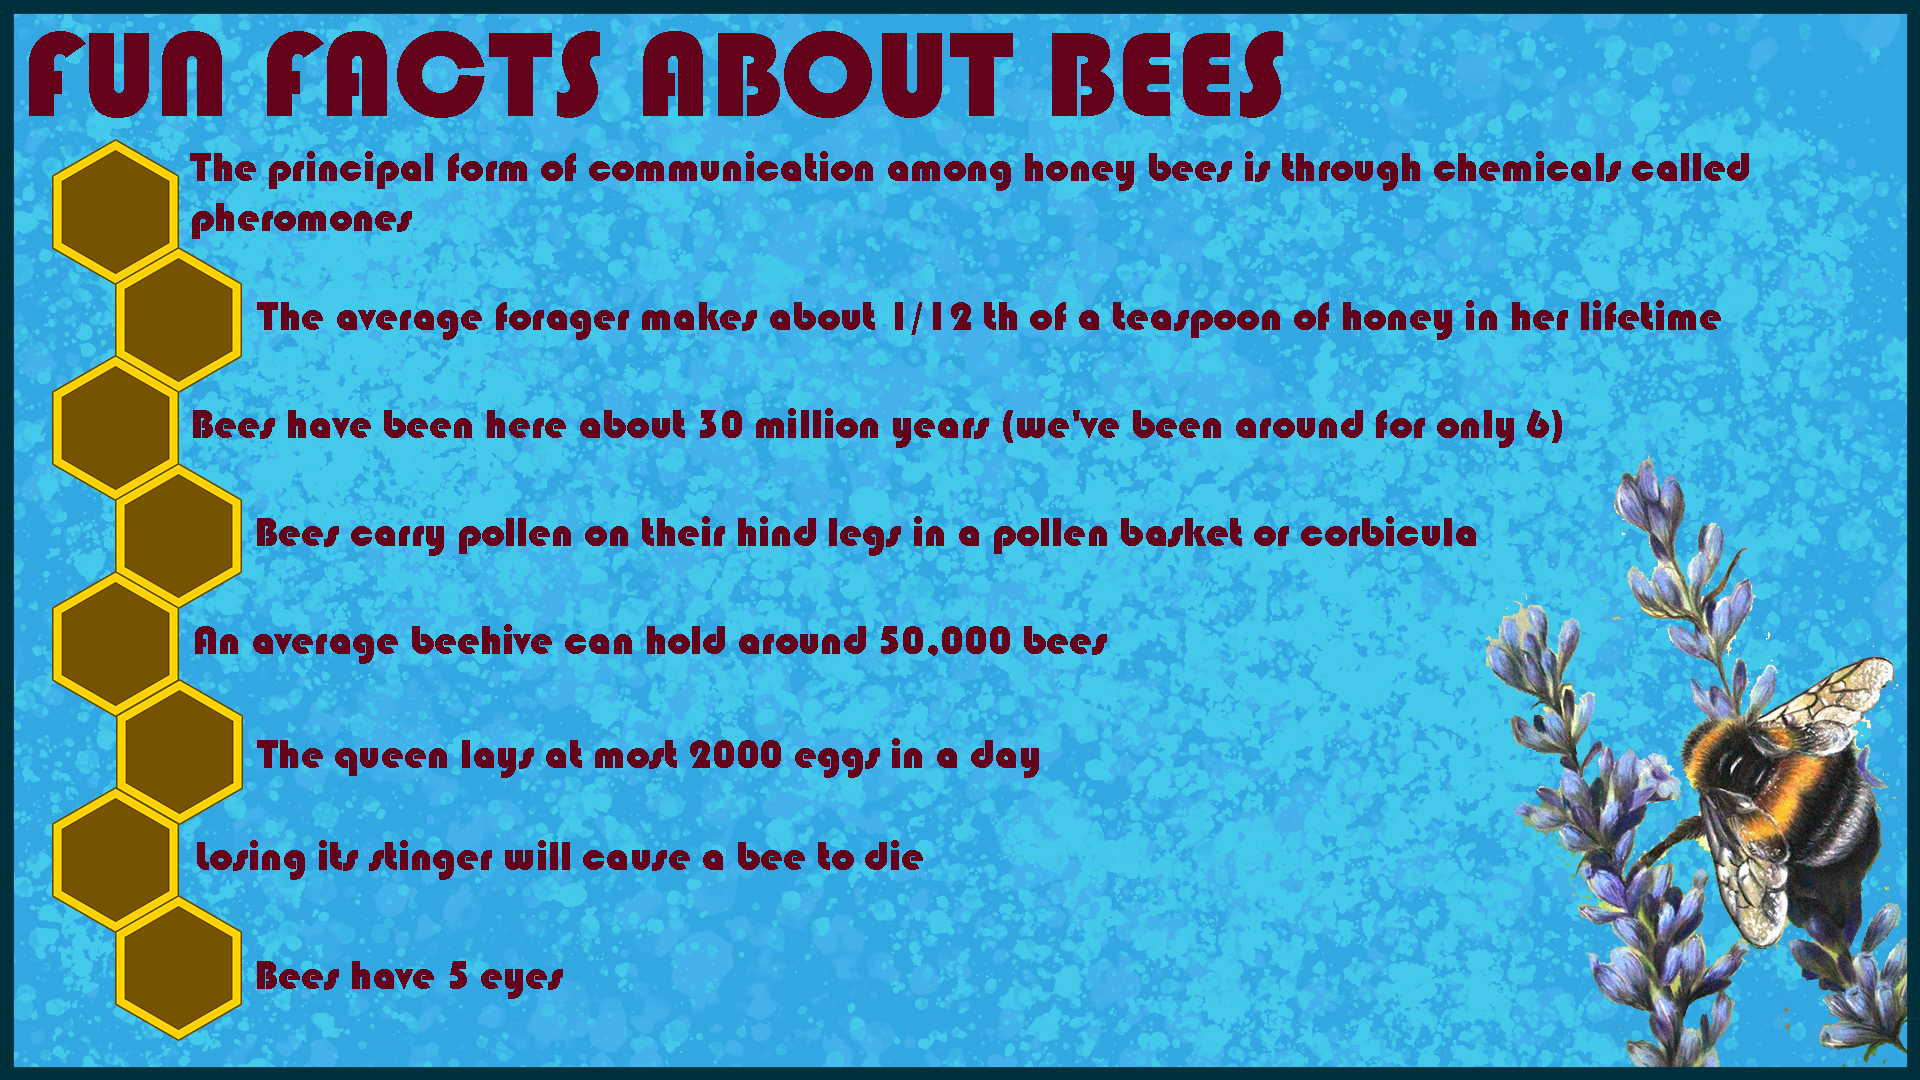 FUN FACTS ABOUT BEES
The principal form of communication among honey bees is through chemicals called
pheromones
The average forager makes about 1/12 th of a teaspoon of honey in her lifetime
Bees have been here about 30 million years (we've been around for only 6)
Bees carry pollen on their hind legs in a pollen basket or corbicula
An average beehive can hold around 50,000 bees
The queen lays at most 2000 eggs in a day
Losing its stinger will cause a bee to die
Bees have 5 eyes